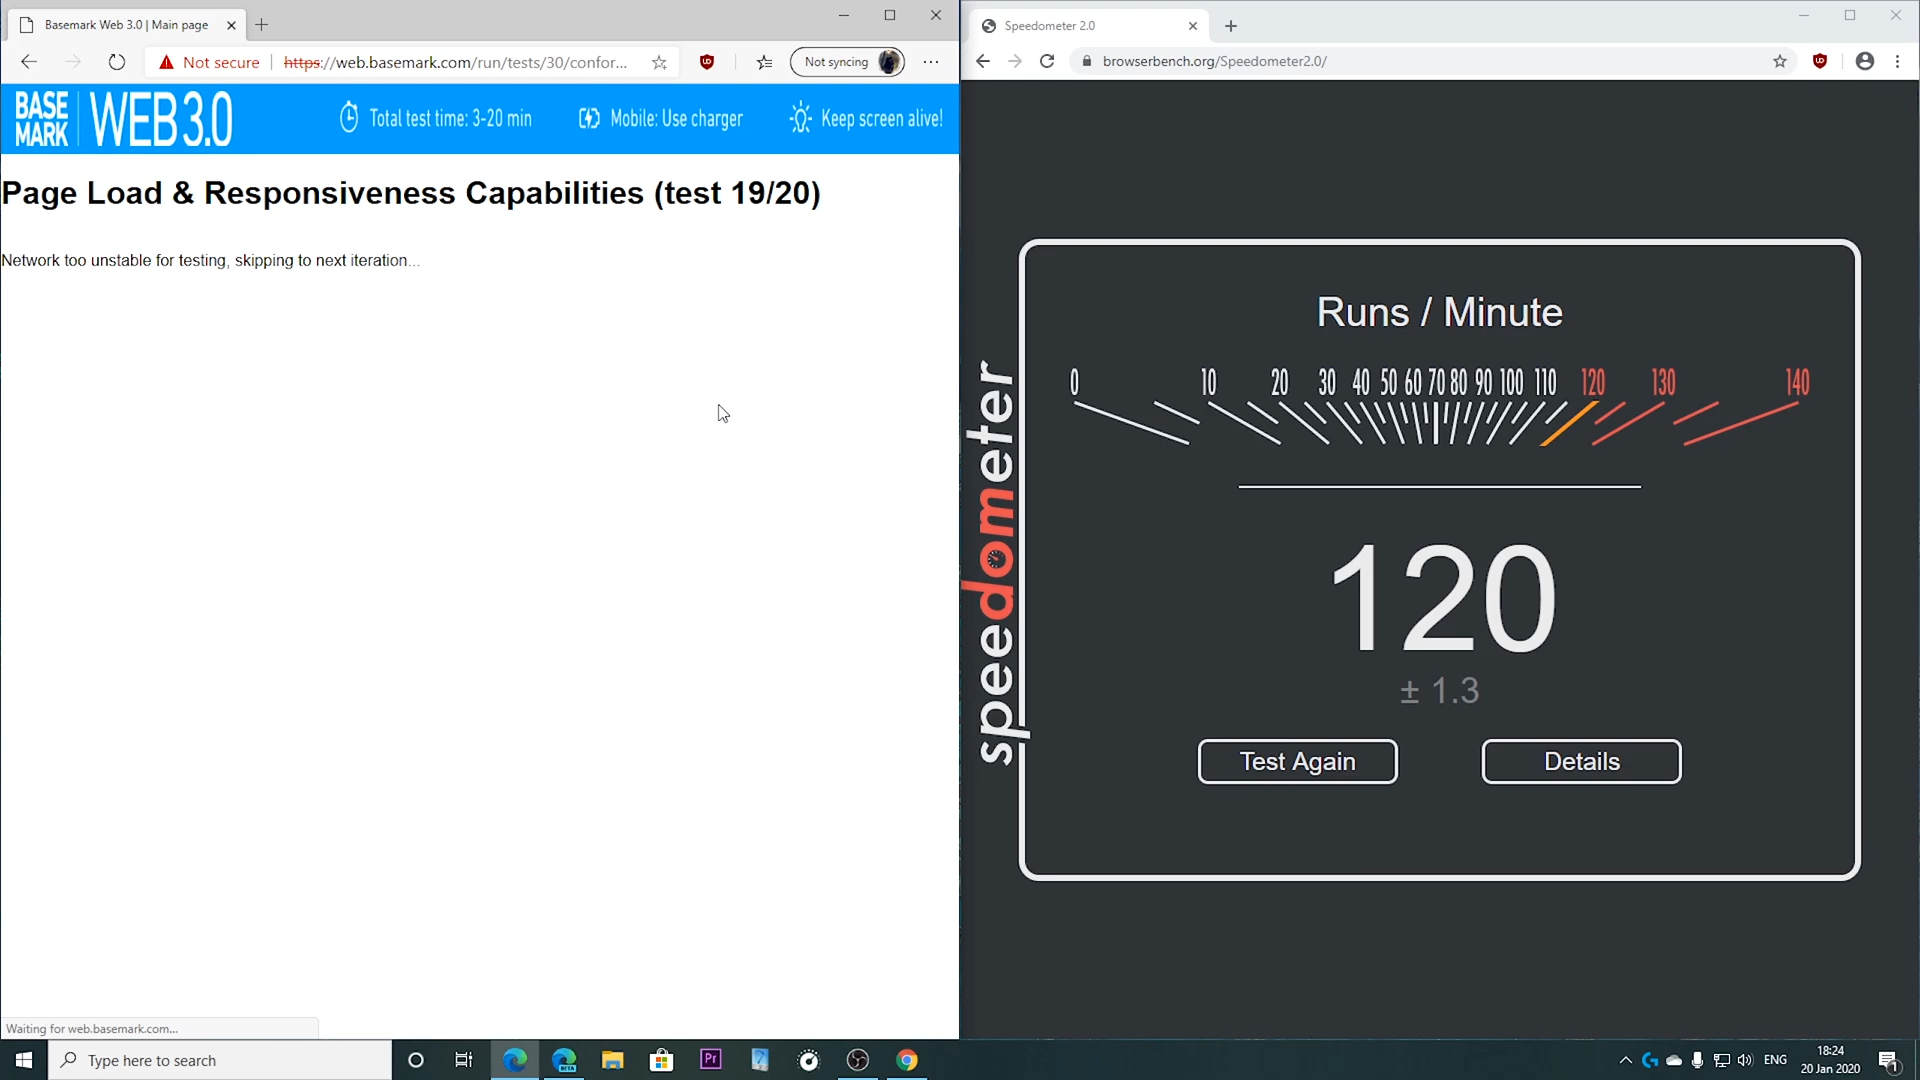 Basemark Web 3.0 | Main page
Not secure
https://web.basemark.com/run/tests/30/confor...
Not syncing
BASE
MARK
WEB 3.0
Total test time: 3-20 min
Mobile: Use charger
Keep screen alive!
Page Load & Responsiveness Capabilities (test 19/20)
Network too unstable for testing, skipping to next iteration...
Waiting for web.basemark.com...
Speedometer 2.0
browserbench.org/Speedometer2.0/
speedometer
Runs / Minute
0 10 20 30 40 50 60 70 80 90 100 110 120 130 140
120
± 1.3
Test Again
Details
Type here to search
BETA
Pr
ENG
18:24
20 Jan 2020
1